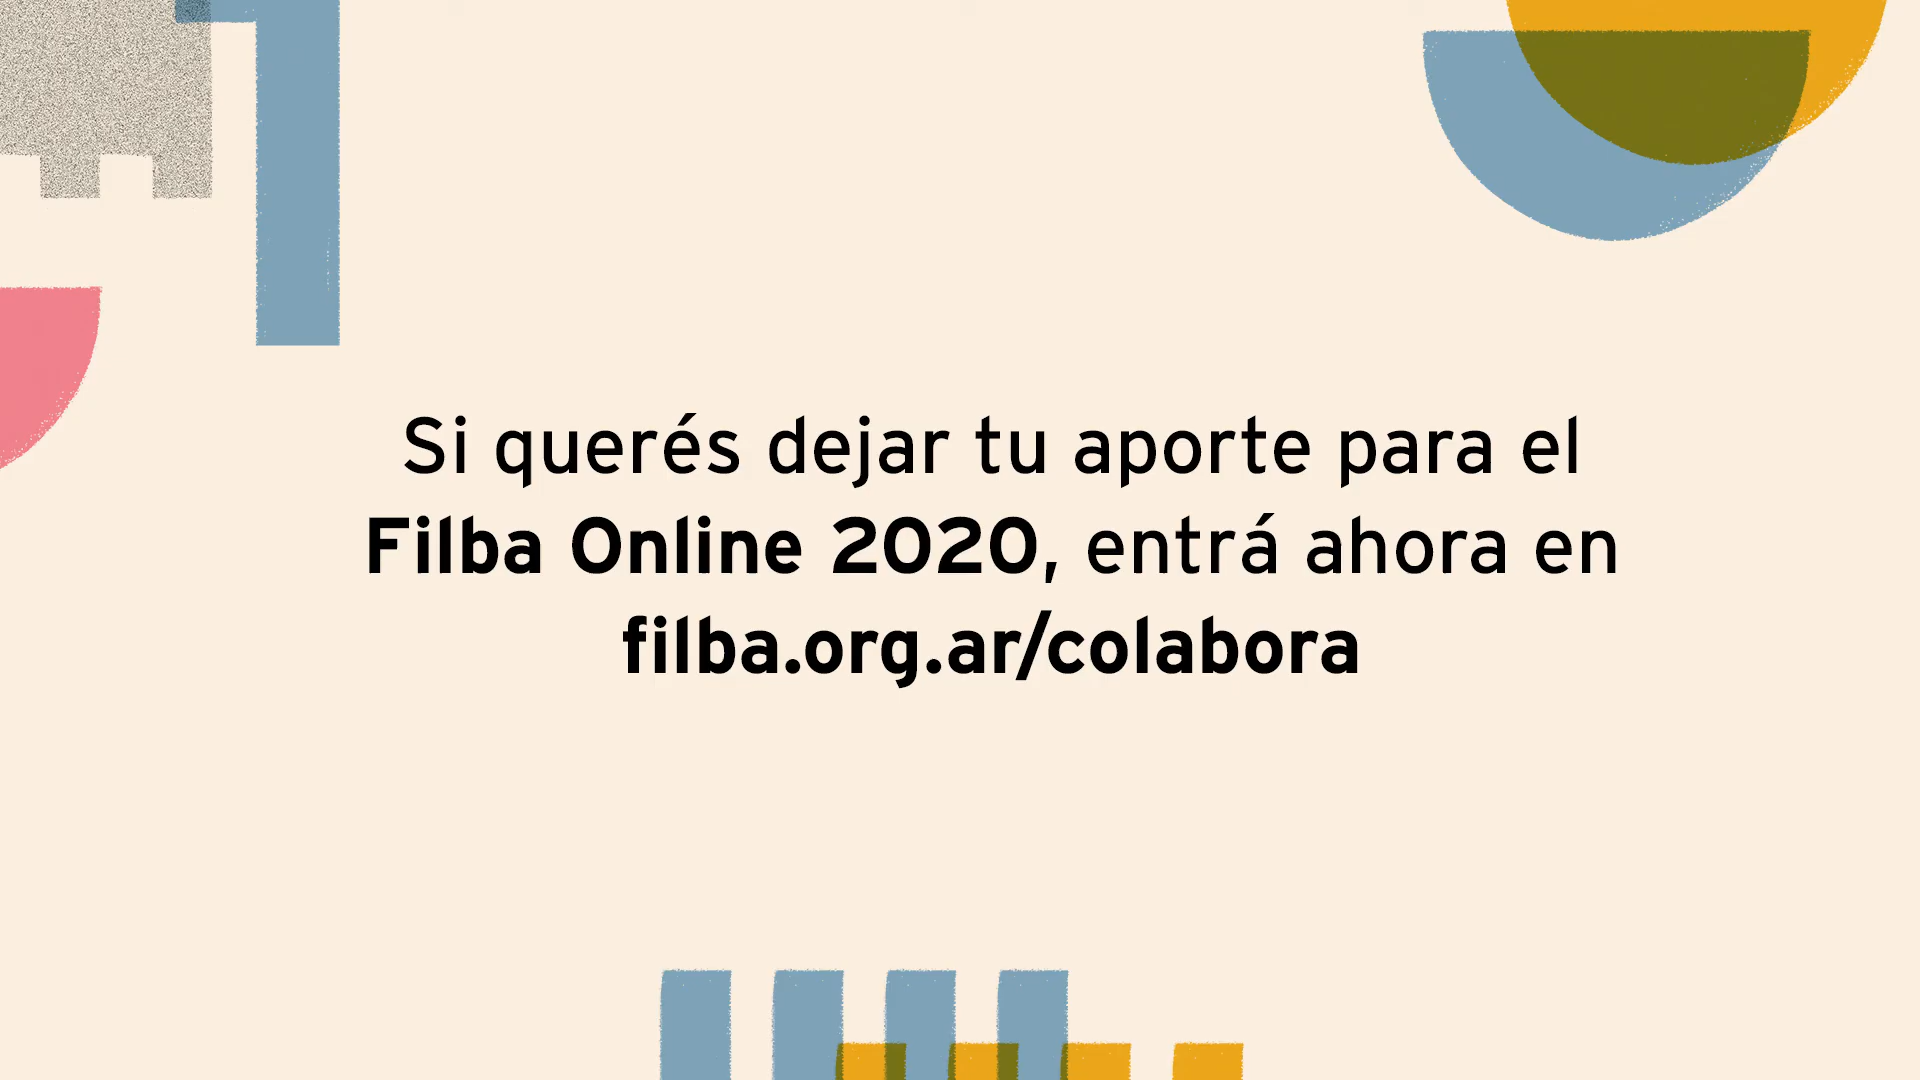 Si querés dejar tu aporte para el
Filba Online 2020, entrá ahora en
filba.org.ar/colabora